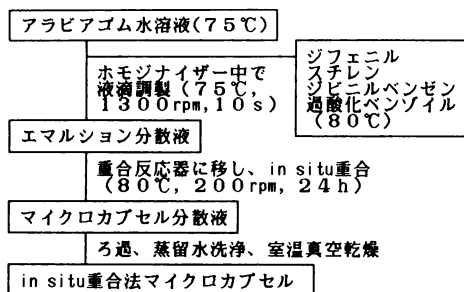 アラビアゴム水溶液(７５℃)
ホモジナイザー中で
液滴調製(７５℃,
１３００rpm,１０ｓ)
ジフェニル
スチレン
ジビニルベンゼン
過酸化ベンゾイル
(８０℃)
エマルション分散液
重合反応器に移し、in situ重合
(８０℃, ２００rpm, ２４ｈ)
マイクロカプセル分散液
ろ過、蒸留水洗浄、室温真空乾燥
in situ重合法マイクロカプセル